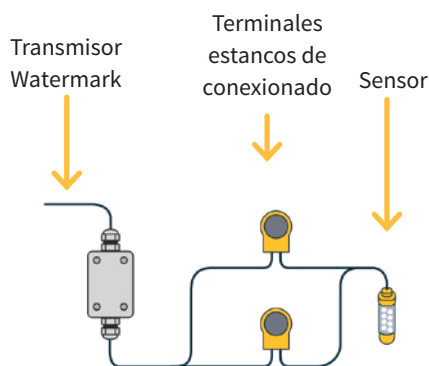 Transmisor
Watermark
Terminales
estancos de
conexionado
Sensor